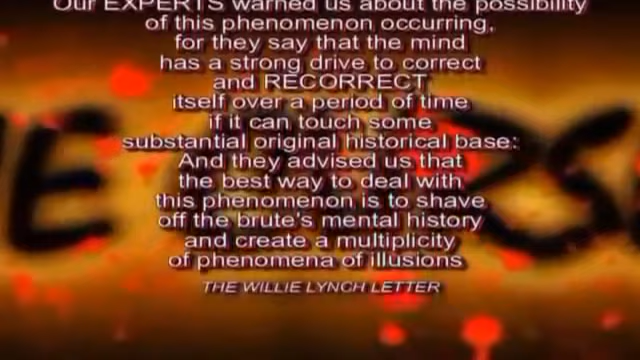 Our EXPERTS warned us about the possibility
of this phenomenon occurring,
for they say that the mind
has a strong drive to correct
and RECORRECT
itself over a period of time
if it can touch some
substantial original historical base:
And they advised us that
the best way to deal with
this phenomenon is to shave
off the brute's mental history
and create a multiplicity
of phenomena of illusions
THE WILLIE LYNCH LETTER